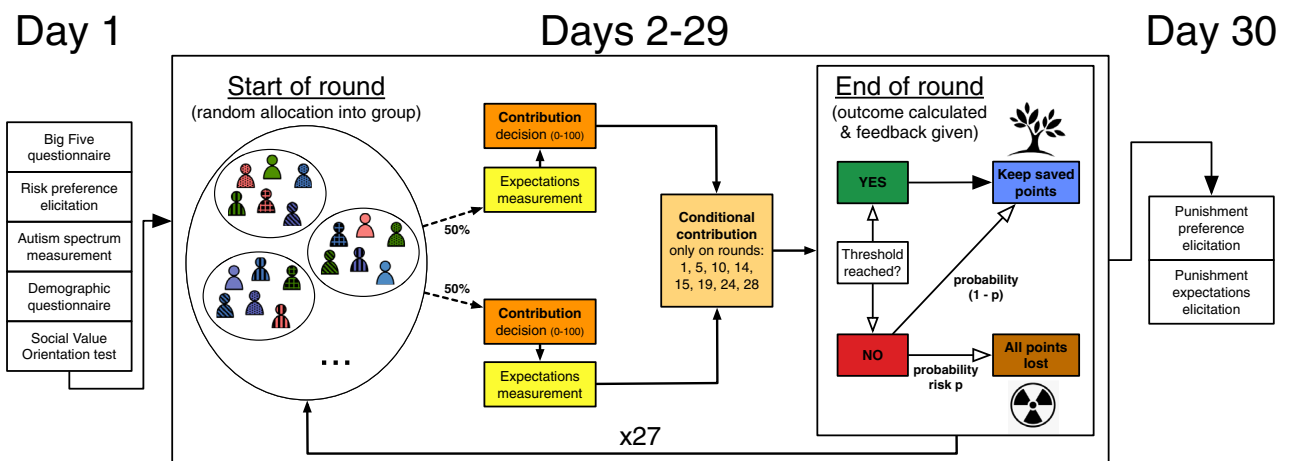 Day 1
Days 2-29
Day 30
Big Five
questionnaire
Risk preference
elicitation
Autism spectrum
measurement
Demographic
questionnaire
Social Value
Orientation test
Start of round
(random allocation into group)
...
50%
50%
Contribution
decision (0-100)
Expectations
measurement
Contribution
decision (0-100)
Expectations
measurement
Conditional
contribution
only on rounds:
1, 5, 10, 14,
15, 19, 24, 28
End of round
(outcome calculated
& feedback given)
YES
Keep saved
points
Threshold
reached?
probability
(1 - p)
NO
All points
lost
probability
risk p
x27
Punishment
preference
elicitation
Punishment
expectations
elicitation